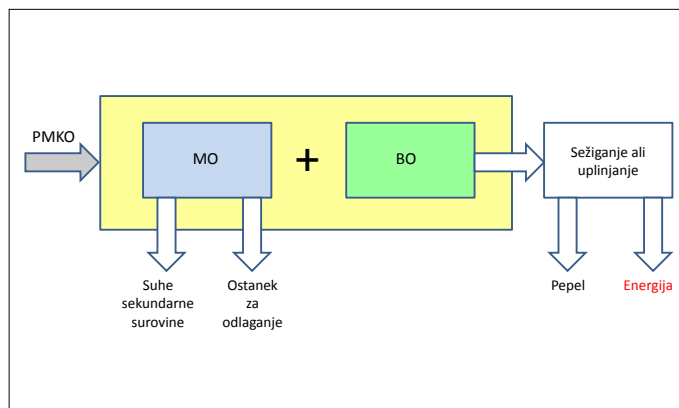 PMKO
MO
+
BO
Sežiganje ali
uplinjanje
Suhe
sekundarne
surovine
Ostanek
za
odlaganje
Pepel
Energija